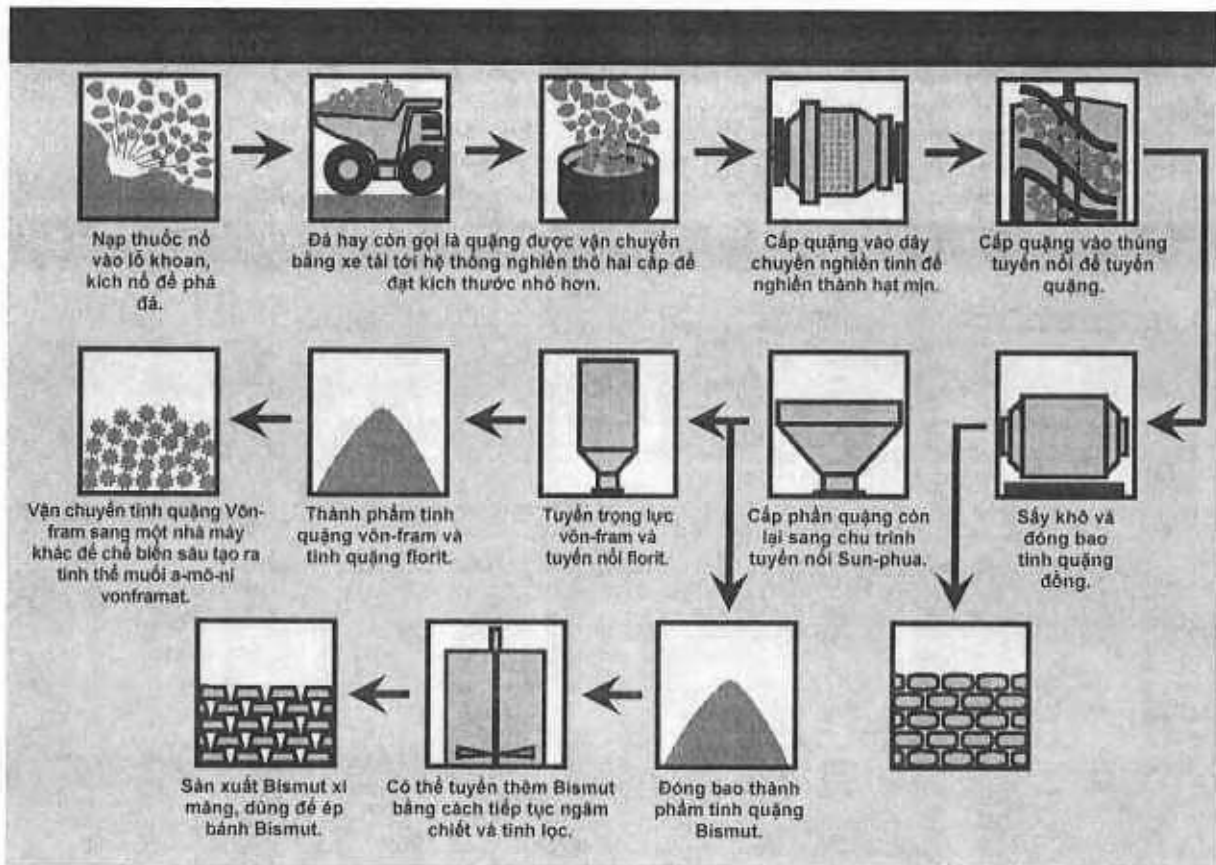 Nạp thuốc nổ
vào lỗ khoan,
kích nổ để phá
đá.
Đá hay còn gọi là quặng được vận chuyển
bằng xe tải tới hệ thống nghiền thô hai cấp để
đạt kích thước nhỏ hơn.
Cấp quặng vào dây
chuyền nghiền tinh để
nghiền thành hạt mịn.
Cấp quặng vào thùng
tuyển nổi để tuyển
quặng.
Vận chuyển tinh quặng Vôn-
fram sang một nhà máy
khác để chế biến sâu tạo ra
tinh thể muối a-mô-ni
vonframat.
Thành phẩm tinh
quặng vôn-fram và
tinh quặng florit.
Tuyển trọng lực
vôn-fram và
tuyển nổi florit.
Cấp phần quặng còn
lại sang chu trình
tuyển nổi Sun-phua.
Sấy khô và
đóng bao
tinh quặng
đồng.
Sản xuất Bismut xi
măng, dùng để ép
bánh Bismut.
Có thể tuyển thêm Bismut
bằng cách tiếp tục ngâm
chiết và tinh lọc.
Đóng bao thành
phẩm tinh quặng
Bismut.